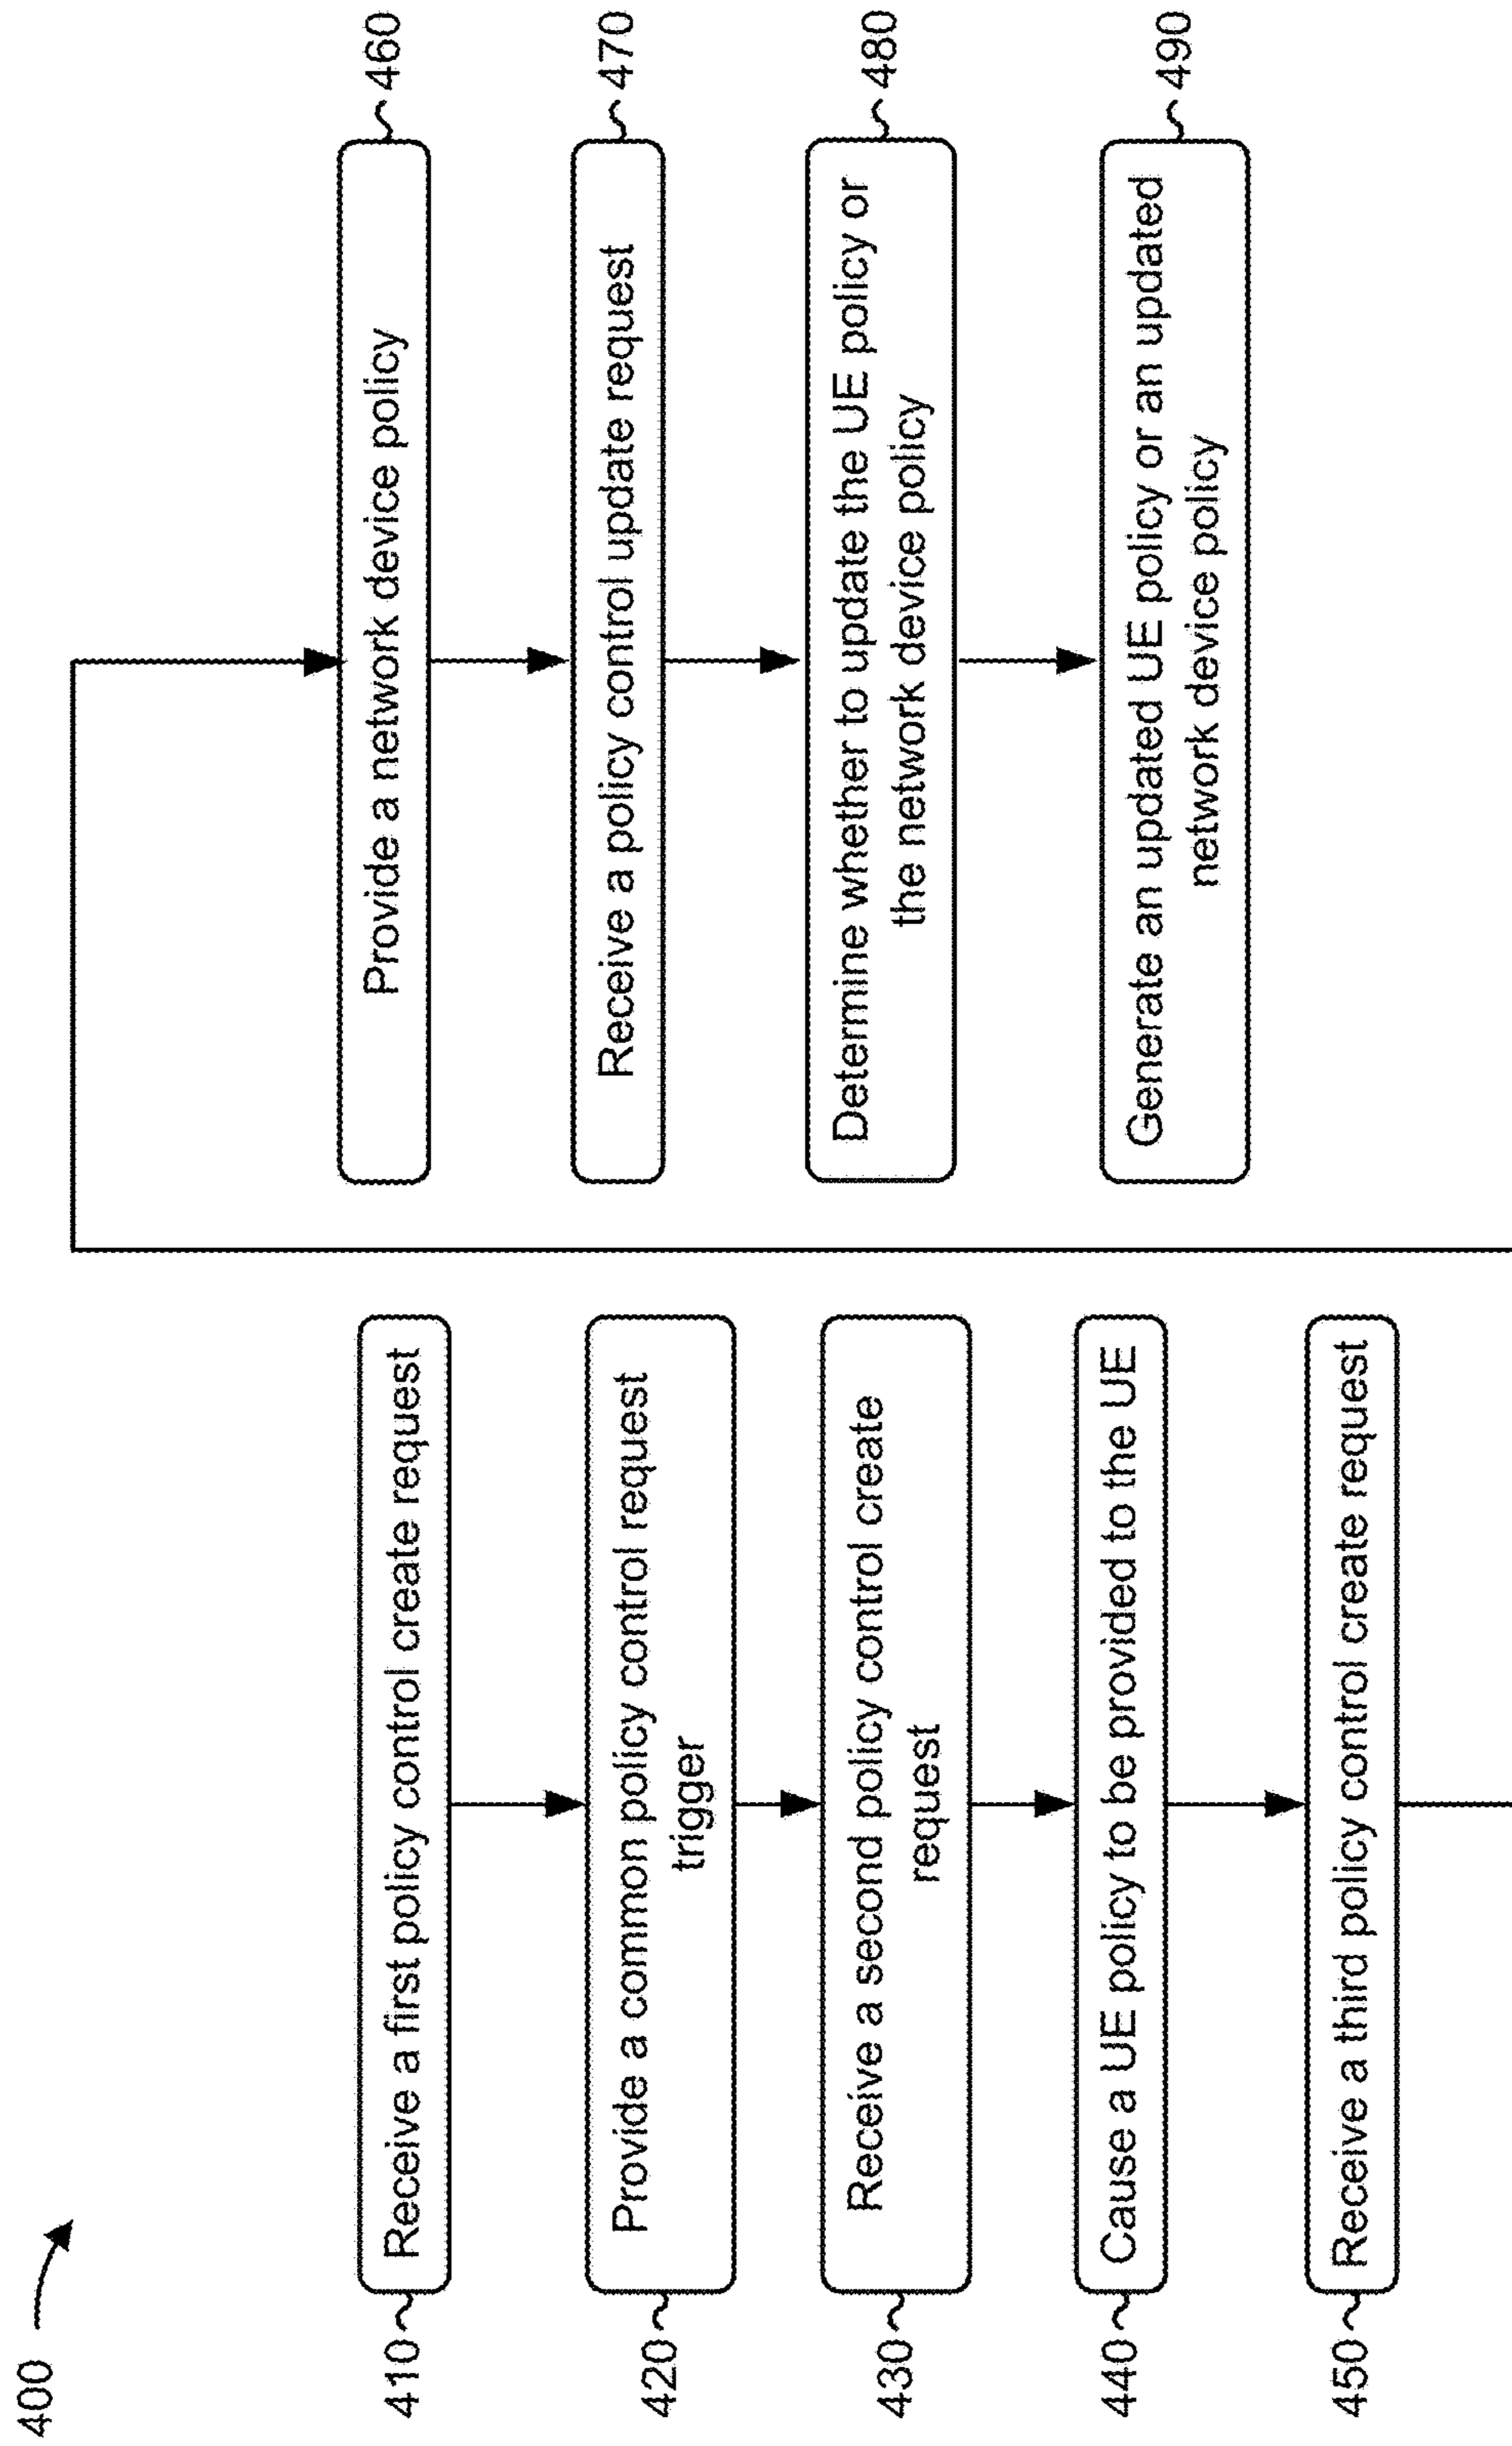 400
410
Receive a first policy control create request
420
Provide a common policy control request
trigger
430
Receive a second policy control create
request
440
Cause a UE policy to be provided to the UE
450
Receive a third policy control create request
Provide a network device policy
460
Receive a policy control update request
470
Determine whether to update the UE policy or
the network device policy
480
Generate an updated UE policy or an updated
network device policy
490